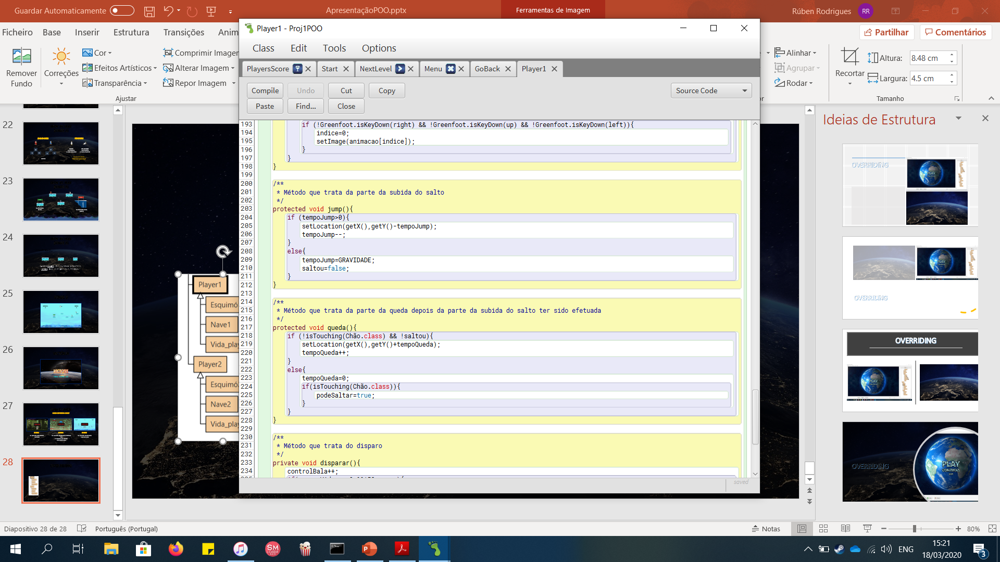 Guardar Automaticamente
ApresentaçãoPOO.pptx
Ferramentas de Imagem
Rúben Rodrigues
RR
Ficheiro
Base
Inserir
Estrutura
Transições
Anim
Partilhar
Comentários
Remover
Fundo
Correções
Cor
Efeitos Artísticos
Transparência
Comprimir Imager
Alterar Imagem
Repor Imagem
Ajustar
Alinhar
Agrupar
Rodar
Recortar
Altura:
8.48 cm
Largura:
4.5 cm
Tamanho
Player1 - Proj1POO
Class
Edit
Tools
Options
PlayersScore
Start
NextLevel
Menu
GoBack
Player1
Compile
Undo
Cut
Copy
Paste
Find...
Close
Source Code
193 if (!Greenfoot.isKeyDown(right) && !Greenfoot.isKeyDown(up) && !Greenfoot.isKeyDown(left)){
194 indice=0;
195 setImage(animacao[indice]);
196 }
197 }
198 }
199
200 /**
201 * Método que trata da parte da subida do salto
202 */
203 protected void jump(){
204 if (tempoJump>0){
205 setLocation(getX(),getY()-tempoJump);
206 tempoJump--;
207 }
208 else{
209 tempoJump=GRAVIDADE;
210 saltou=false;
211 }
212 }
213
214 /**
215 * Método que trata da parte da queda depois da parte da subida do salto ter sido efetuada
216 */
217 protected void queda(){
218 if (!isTouching(Chão.class) && !saltou){
219 setLocation(getX(),getY()+tempoQueda);
220 tempoQueda++;
221 }
222 else{
223 tempoQueda=0;
224 if(isTouching(Chão.class)){
225 podeSaltar=true;
226 }
227 }
228 }
229
230 /**
231 * Método que trata do disparo
232 */
233 private void disparar(){
234 controlBala++;
saved
22
23
24
25
26
27
28
Player1
Esquimó
Nave1
Vida_play
Player2
Esquimó
Nave2
Vida_play
Ideias de Estrutura
OVERRIDING
OVERRIDING
OVERRIDING
OVERRIDING
PLAY
CONTROLS
Diapositivo 28 de 28
Português (Portugal)
Notas
80%
ENG
15:21
18/03/2020
3